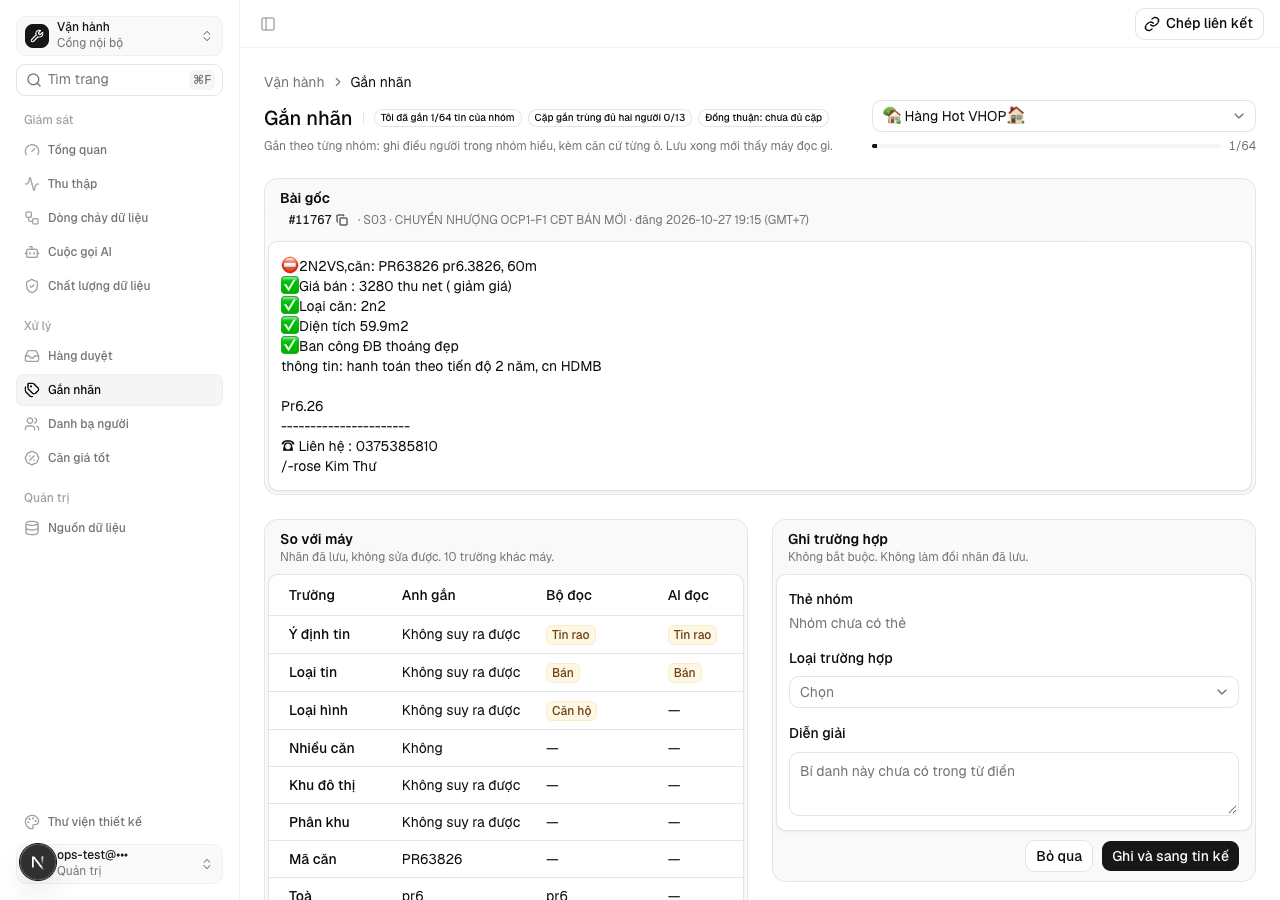 Vận hành
Cổng nội bộ
Tìm trang ⌘F
Giám sát
Tổng quan
Thu thập
Dòng chảy dữ liệu
Cuộc gọi AI
Chất lượng dữ liệu
Xử lý
Hàng duyệt
Gắn nhãn
Danh bạ người
Căn giá tốt
Quản trị
Nguồn dữ liệu
Thư viện thiết kế
N
ops-test@•••
Quản trị
Chép liên kết
Vận hành > Gắn nhãn
Gắn nhãn
Tôi đã gắn 1/64 tin của nhóm
Cặp gắn trùng đủ hai người 0/13
Đồng thuận: chưa đủ cặp
Gắn theo từng nhóm: ghi điều người trong nhóm hiểu, kèm căn cứ từng ô. Lưu xong mới thấy máy đọc gì.
🏡 Hàng Hot VHOP🏠
1/64
Bài gốc
#11767 · S03 · CHUYỂN NHƯỢNG OCP1-F1 CĐT BÁN MỚI · đăng 2026-10-27 19:15 (GMT+7)
⛔2N2VS,căn: PR63826 pr6.3826, 60m
✅Giá bán : 3280 thu net ( giảm giá)
✅Loại căn: 2n2
✅Diện tích 59.9m2
✅Ban công ĐB thoáng đẹp
thông tin: hanh toán theo tiến độ 2 năm, cn HDMB
Pr6.26
----------------------
☎ Liên hệ : 0375385810
/-rose Kim Thư
So với máy
Nhãn đã lưu, không sửa được. 10 trường khác máy.
Trường Anh gắn Bộ đọc AI đọc
Ý định tin Không suy ra được Tin rao Tin rao
Loại tin Không suy ra được Bán Bán
Loại hình Không suy ra được Căn hộ —
Nhiều căn Không — —
Khu đô thị Không suy ra được — —
Phân khu Không suy ra được — —
Mã căn PR63826 — —
Toà pr6 pr6 —
Ghi trường hợp
Không bắt buộc. Không làm đổi nhãn đã lưu.
Thẻ nhóm
Nhóm chưa có thẻ
Loại trường hợp
Chọn
Diễn giải
Bí danh này chưa có trong từ điển
Bỏ qua
Ghi và sang tin kế